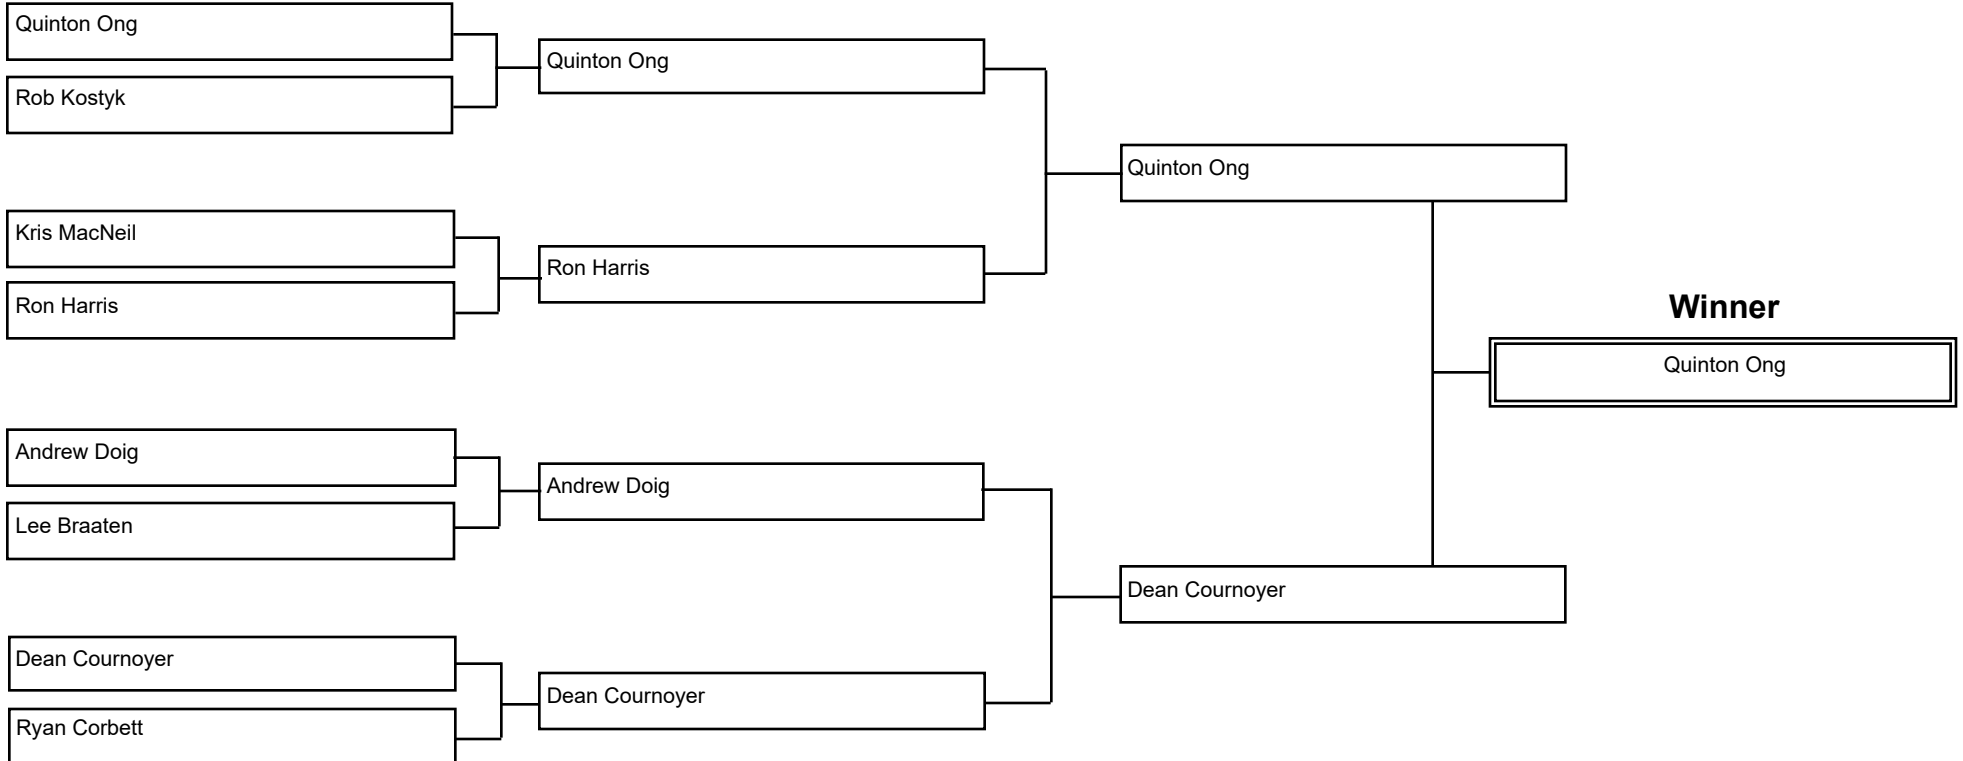 Quinton Ong
Rob Kostyk
Kris MacNeil
Ron Harris
Andrew Doig
Lee Braaten
Dean Cournoyer
Ryan Corbett
Quinton Ong
Ron Harris
Andrew Doig
Dean Cournoyer
Quinton Ong
Dean Cournoyer
Winner
Quinton Ong